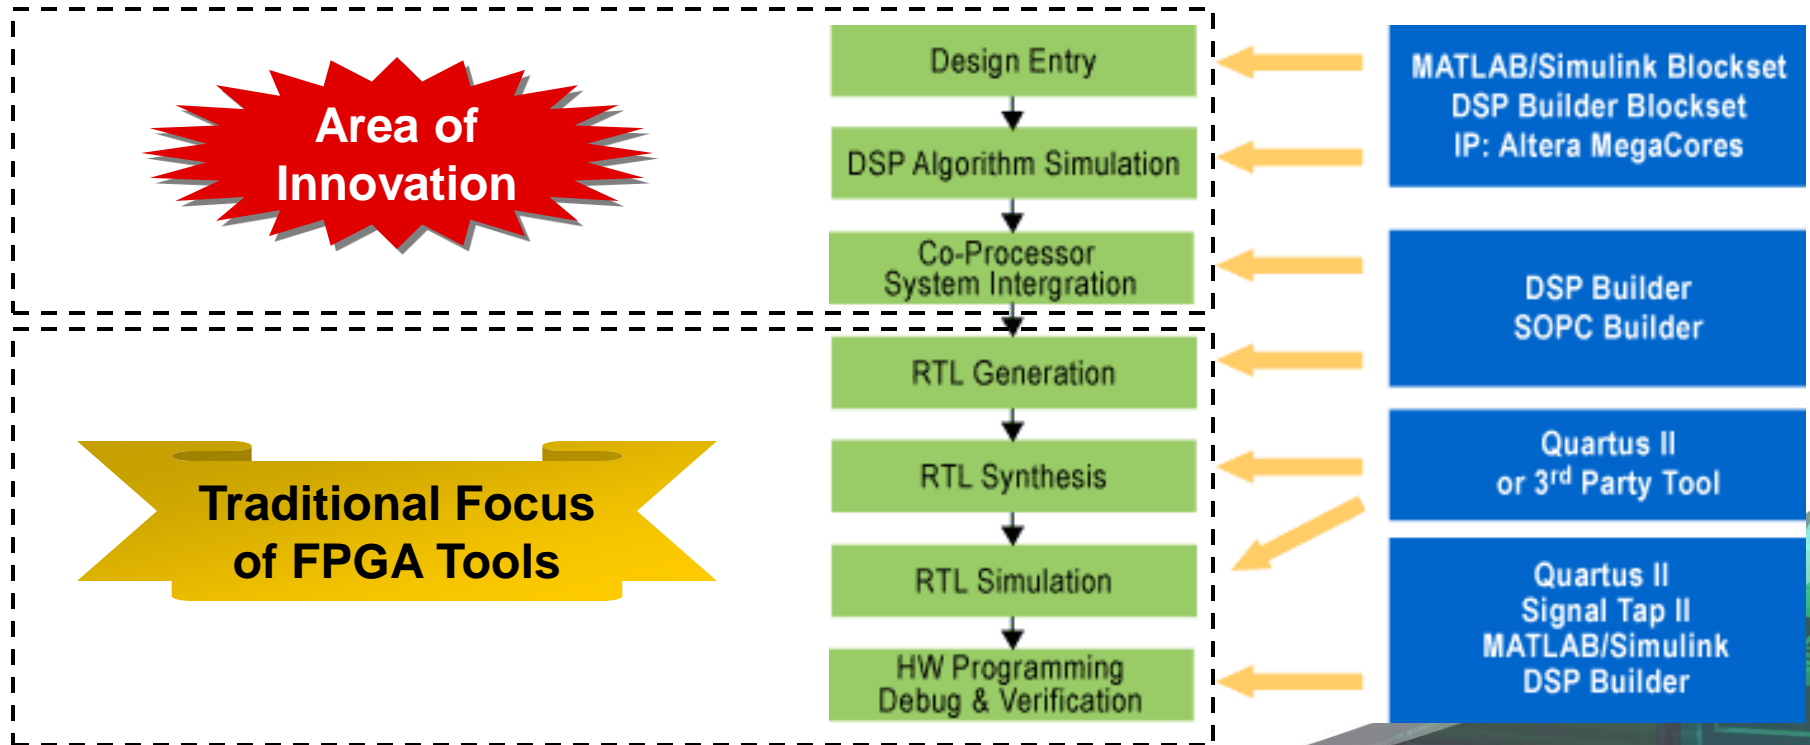 Area of
Innovation
Traditional Focus
of FPGA Tools
Design Entry
DSP Algorithm Simulation
Co-Processor
System Intergration
RTL Generation
RTL Synthesis
RTL Simulation
HW Programming
Debug & Verification
MATLAB/Simulink Blockset
DSP Builder Blockset
IP: Altera MegaCores
DSP Builder
SOPC Builder
Quartus II
or 3rd Party Tool
Quartus II
Signal Tap II
MATLAB/Simulink
DSP Builder